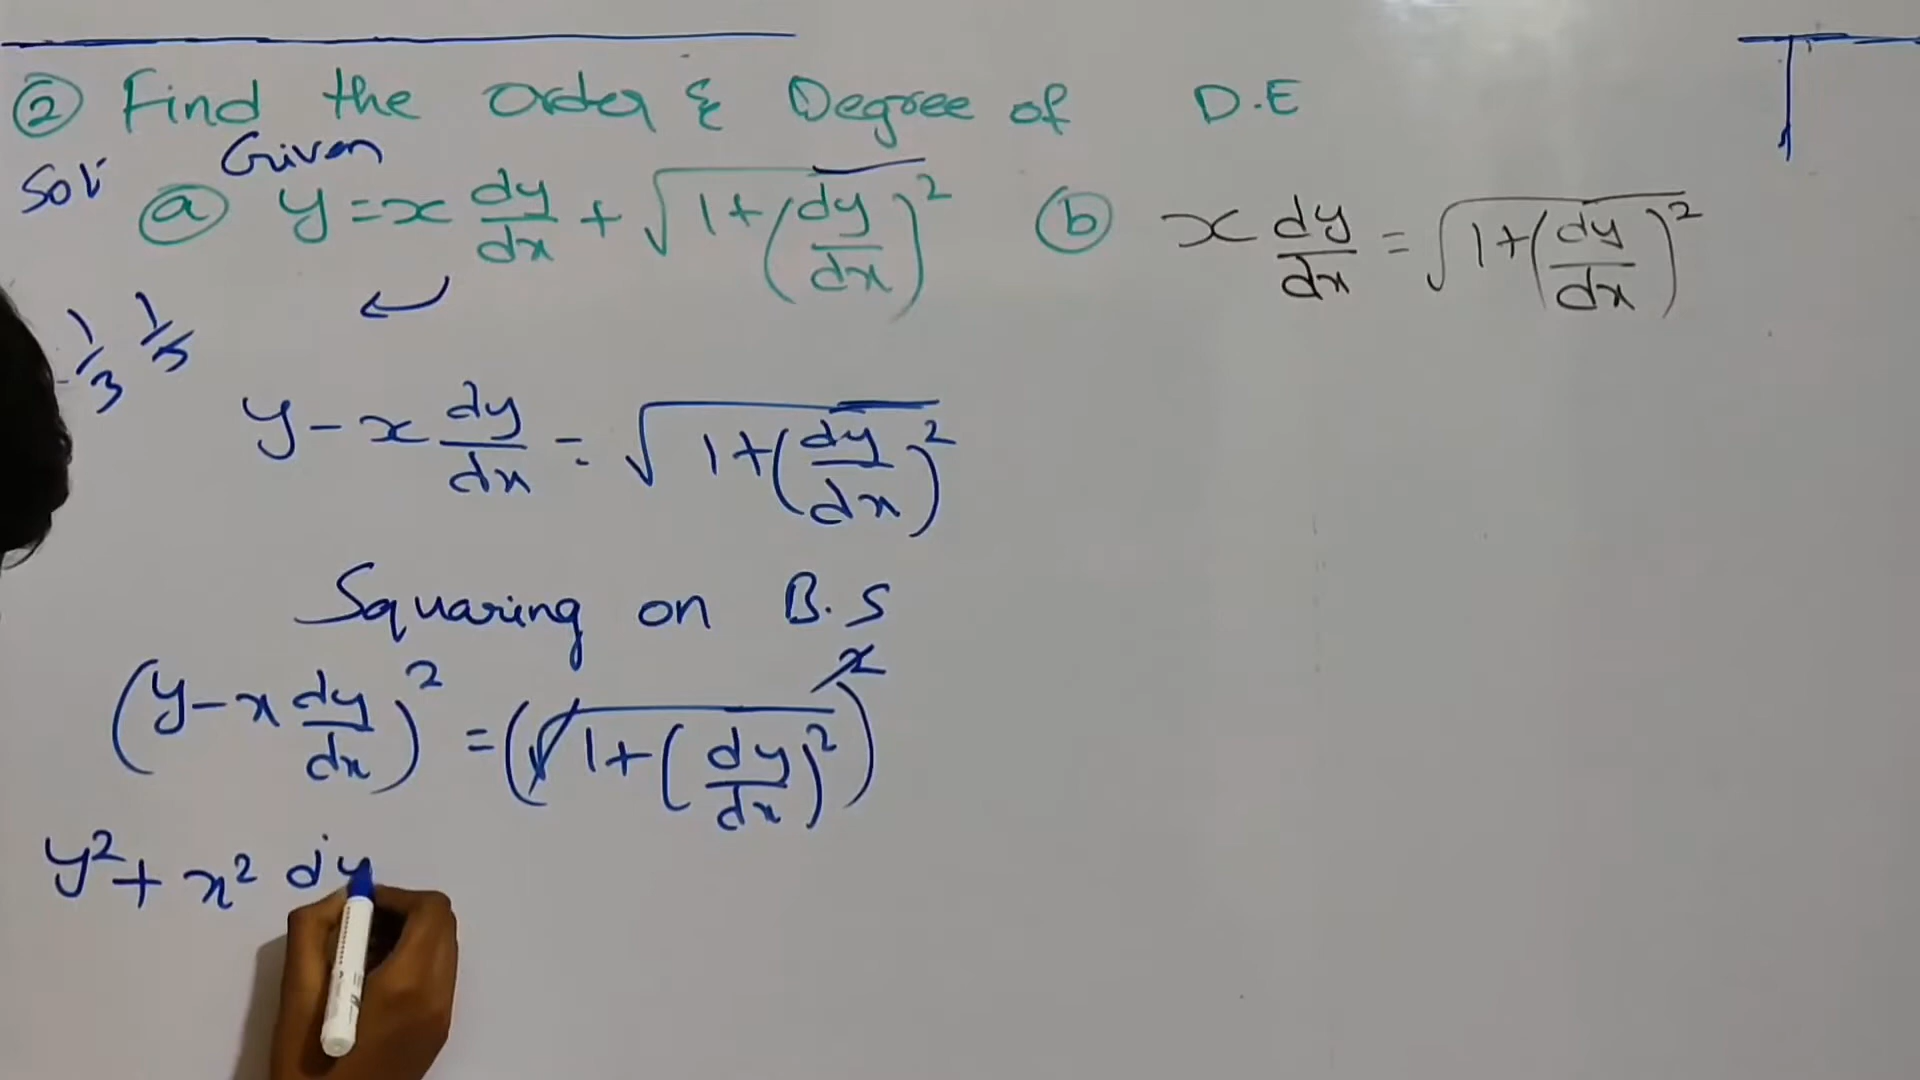 ② Find the Order & Degree of D.E
Sol: Given
ⓐ y = x dy/dx + √(1+(dy/dx)²)
ⓑ x dy/dx = √(1+(dy/dx)²)
1/3 1/5
y - x dy/dx = √(1+(dy/dx)²)
Squaring on B.S
(y - x dy/dx)² = (√(1+(dy/dx)²))²
y² + x² dy